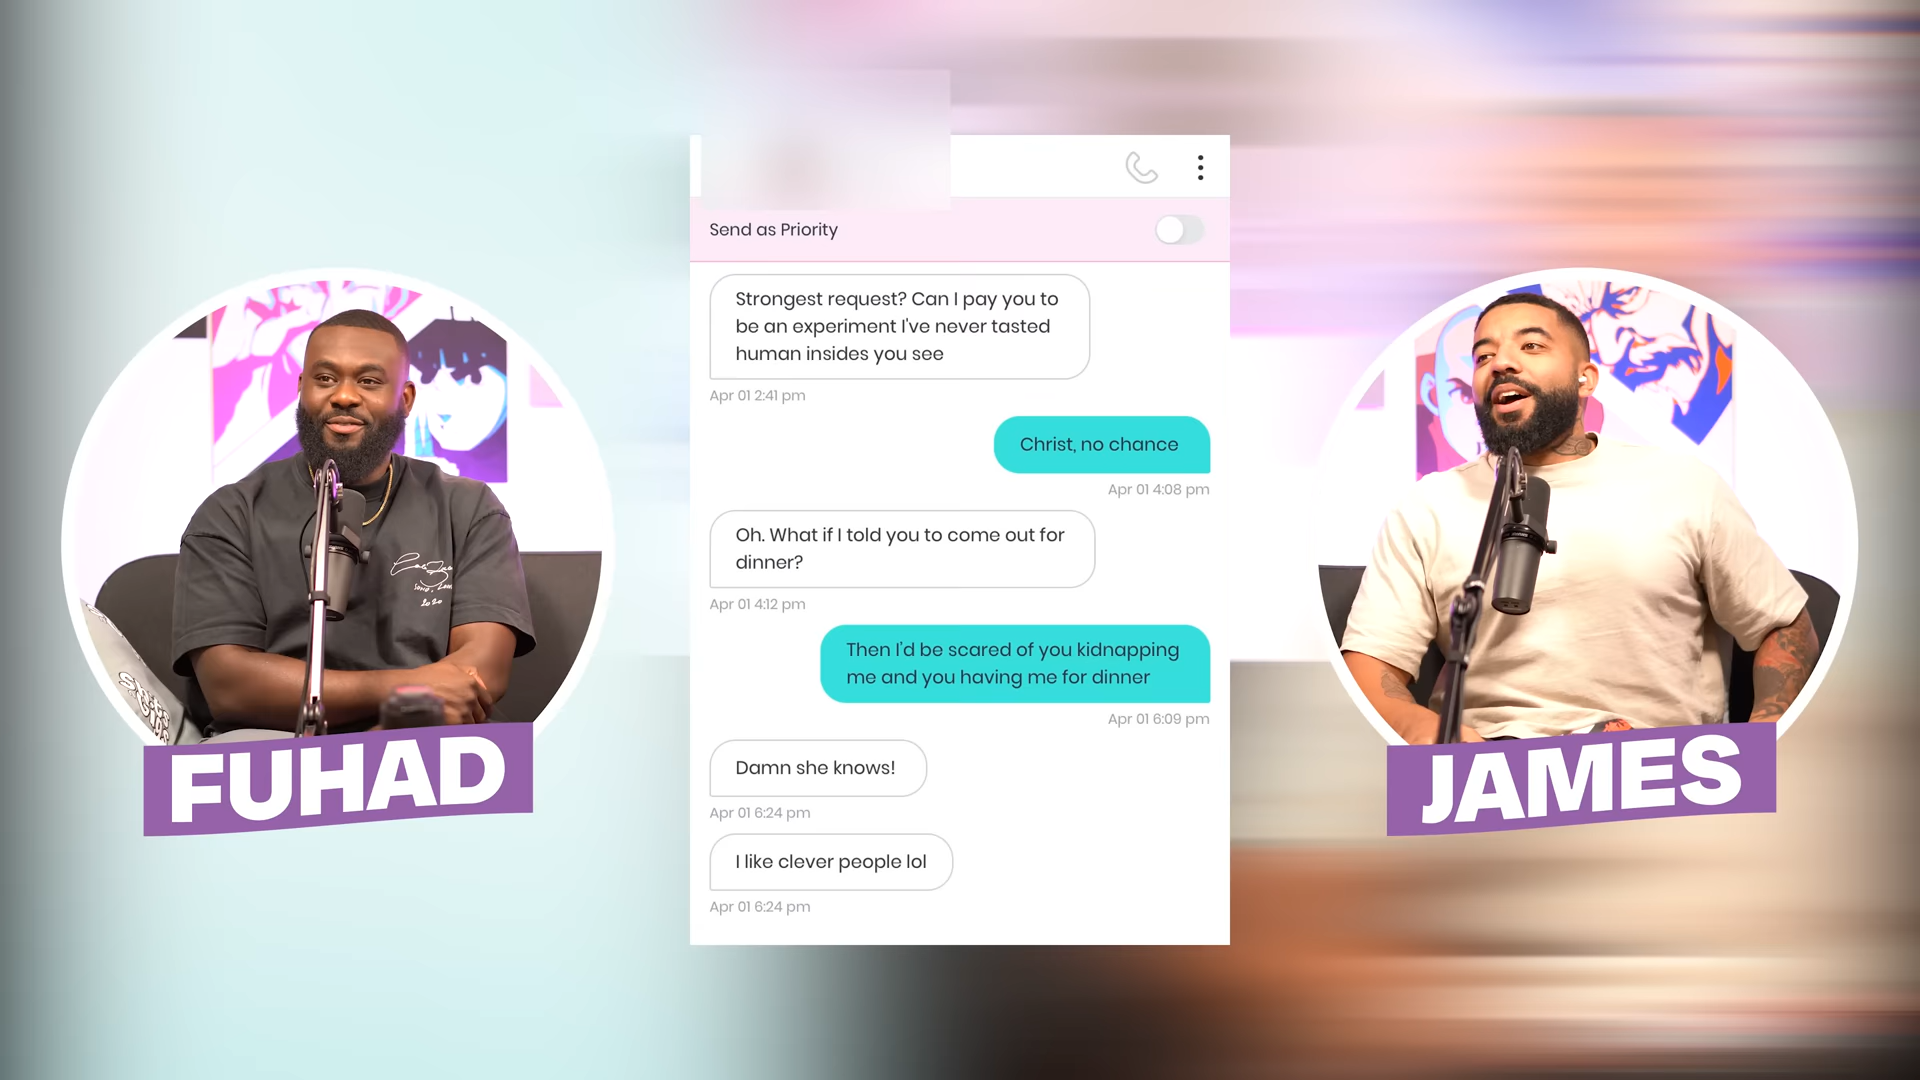 Send as Priority
Strongest request? Can I pay you to
be an experiment I've never tasted
human insides you see
Apr 01 2:41 pm
Christ, no chance
Apr 01 4:08 pm
Oh. What if I told you to come out for
dinner?
Apr 01 4:12 pm
Then I'd be scared of you kidnapping
me and you having me for dinner
Apr 01 6:09 pm
Damn she knows!
Apr 01 6:24 pm
I like clever people lol
Apr 01 6:24 pm
2020
FUHAD
JAMES